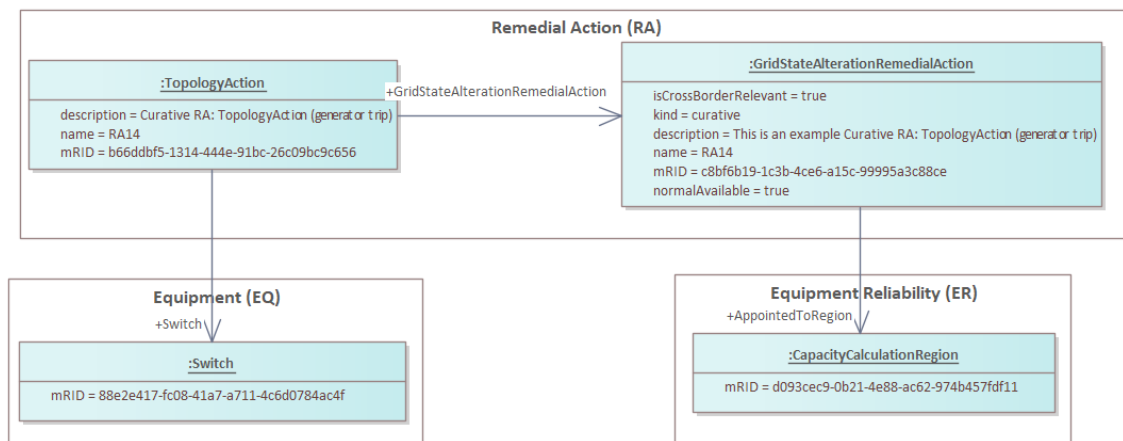 Remedial Action (RA)
:TopologyAction
description = Curative RA: TopologyAction (generator trip)
name = RA14
mRID = b66ddbf5-1314-444e-91bc-26c09bc9c656
+GridStateAlterationRemedialAction
:GridStateAlterationRemedialAction
isCrossBorderRelevant = true
kind = curative
description = This is an example Curative RA: TopologyAction (generator trip)
name = RA14
mRID = c8bf6b19-1c3b-4ce6-a15c-99995a3c88ce
normalAvailable = true
Equipment (EQ)
+Switch
:Switch
mRID = 88e2e417-fc08-41a7-a711-4c6d0784ac4f
Equipment Reliability (ER)
+AppointedToRegion
:CapacityCalculationRegion
mRID = d093cec9-0b21-4e88-ac62-974b457fdf11